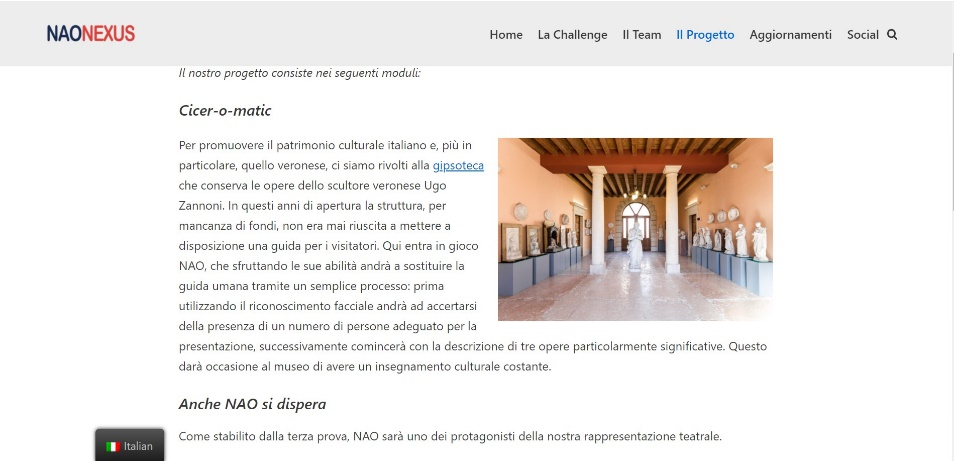 NAONEXUS
Home La Challenge Il Team Il Progetto Aggiornamenti Social
Il nostro progetto consiste nei seguenti moduli:
Cicer-o-matic
Per promuovere il patrimonio culturale italiano e, più in
particolare, quello veronese, ci siamo rivolti alla gipsoteca
che conserva le opere dello scultore veronese Ugo
Zannoni. In questi anni di apertura la struttura, per
mancanza di fondi, non era mai riuscita a mettere a
disposizione una guida per i visitatori. Qui entra in gioco
NAO, che sfruttando le sue abilità andrà a sostituire la
guida umana tramite un semplice processo: prima
utilizzando il riconoscimento facciale andrà ad accertarsi
della presenza di un numero di persone adeguato per la
presentazione, successivamente comincerà con la descrizione di tre opere particolarmente significative. Questo
darà occasione al museo di avere un insegnamento culturale costante.
Anche NAO si dispera
Come stabilito dalla terza prova, NAO sarà uno dei protagonisti della nostra rappresentazione teatrale.
Italian